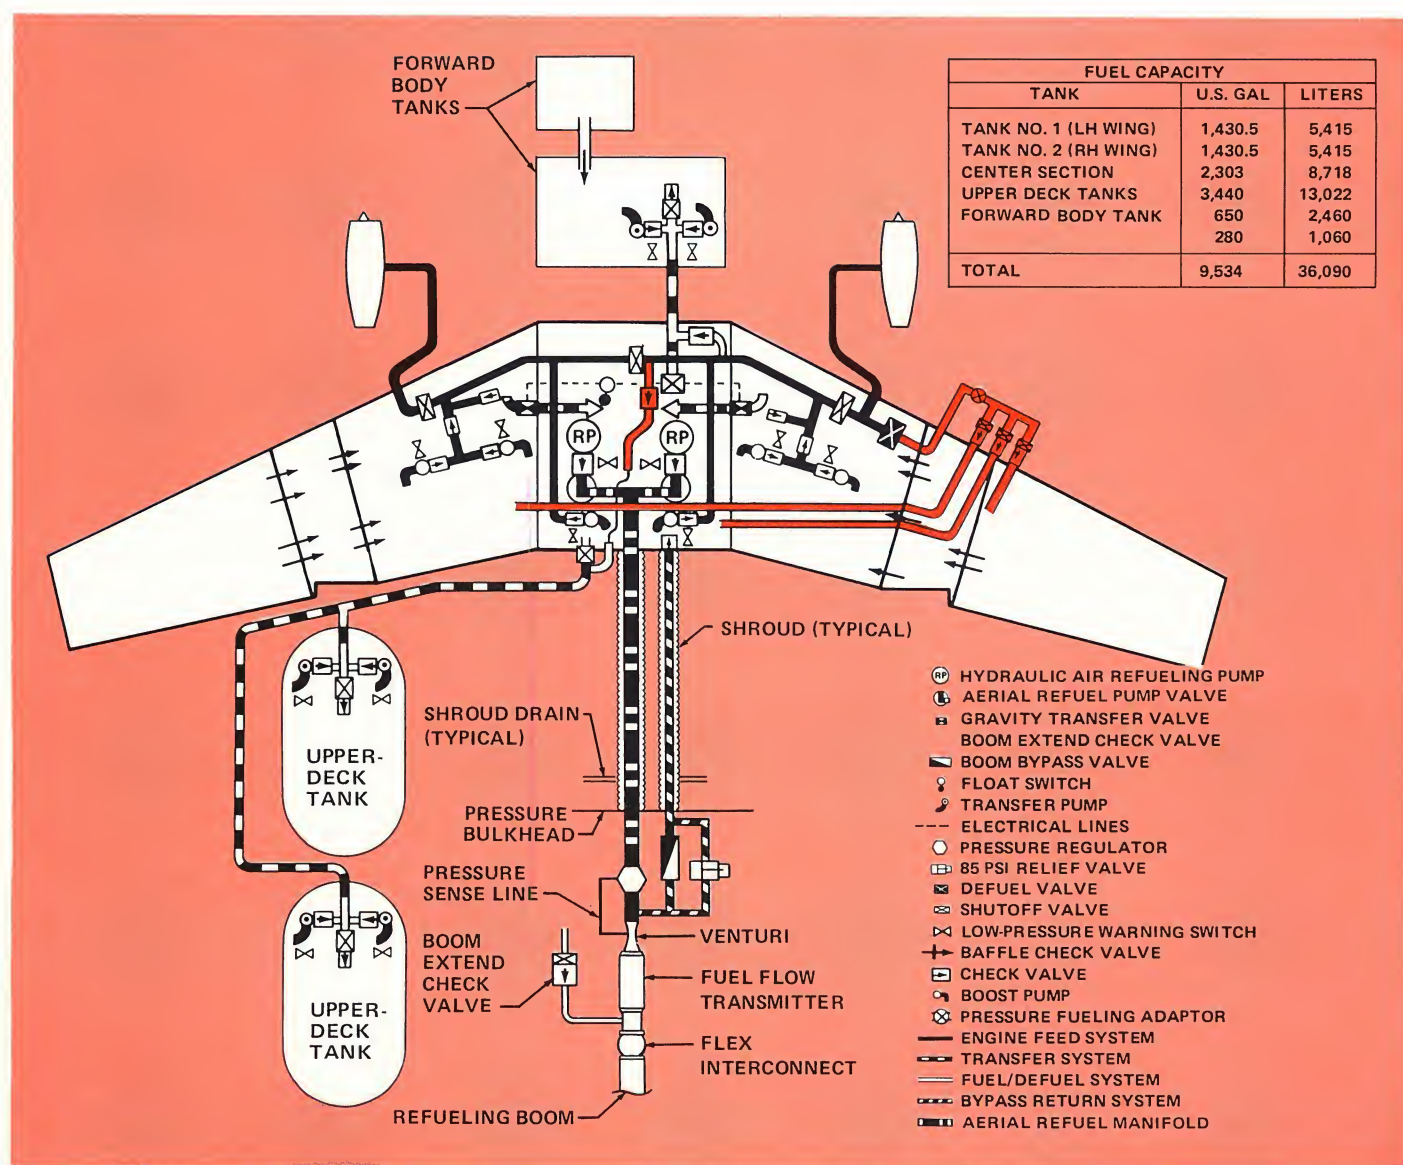 FORWARD
BODY
TANKS
FUEL CAPACITY
TANK U.S. GAL LITERS
TANK NO. 1 (LH WING) 1,430.5 5,415
TANK NO. 2 (RH WING) 1,430.5 5,415
CENTER SECTION 2,303 8,718
UPPER DECK TANKS 3,440 13,022
FORWARD BODY TANK 650 2,460
280 1,060
TOTAL 9,534 36,090
RP RP
SHROUD (TYPICAL)
SHROUD DRAIN
(TYPICAL)
UPPER-
DECK
TANK
PRESSURE
BULKHEAD
PRESSURE
SENSE LINE
BOOM
EXTEND
CHECK
VALVE
VENTURI
FUEL FLOW
TRANSMITTER
UPPER-
DECK
TANK
FLEX
INTERCONNECT
REFUELING BOOM
RP HYDRAULIC AIR REFUELING PUMP
AERIAL REFUEL PUMP VALVE
GRAVITY TRANSFER VALVE
BOOM EXTEND CHECK VALVE
BOOM BYPASS VALVE
FLOAT SWITCH
TRANSFER PUMP
ELECTRICAL LINES
PRESSURE REGULATOR
85 PSI RELIEF VALVE
DEFUEL VALVE
SHUTOFF VALVE
LOW-PRESSURE WARNING SWITCH
BAFFLE CHECK VALVE
CHECK VALVE
BOOST PUMP
PRESSURE FUELING ADAPTOR
ENGINE FEED SYSTEM
TRANSFER SYSTEM
FUEL/DEFUEL SYSTEM
BYPASS RETURN SYSTEM
AERIAL REFUEL MANIFOLD